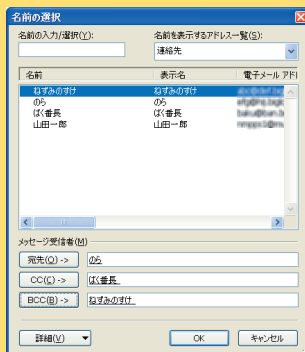 名前の選択
名前の入力/選択(Y): 名前を表示するアドレス一覧(S):
連絡先
名前 表示名 電子メール アド
ねずみのすけ ねずみのすけ
のら のら
ばく番長 ばく番長
山田一郎 山田一郎
メッセージ受信者(M)
宛先(O) -> のら
CC(C) -> ばく番長
BCC(B) -> ねずみのすけ
詳細(V) OK キャンセル